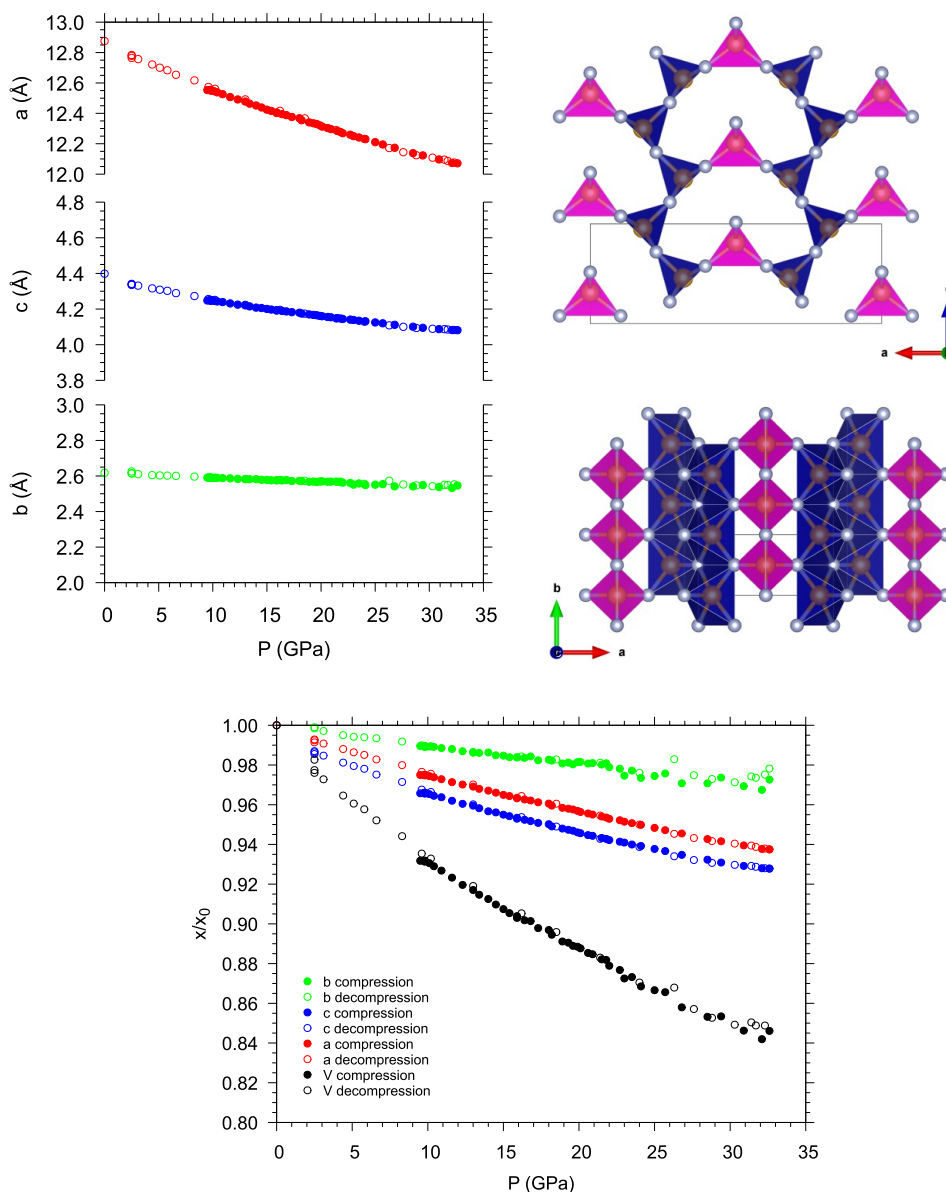 13.0
12.8
12.6
12.4
12.2
12.0
a (Å)
4.8
4.6
4.4
4.2
4.0
3.8
c (Å)
3.0
2.8
2.6
2.4
2.2
2.0
b (Å)
0 5 10 15 20 25 30 35
P (GPa)
a
b
a
1.00
0.98
0.96
0.94
0.92
0.90
0.88
0.86
0.84
0.82
0.80
x/x0
b compression
b decompression
c compression
c decompression
a compression
a decompression
V compression
V decompression
0 5 10 15 20 25 30 35
P (GPa)